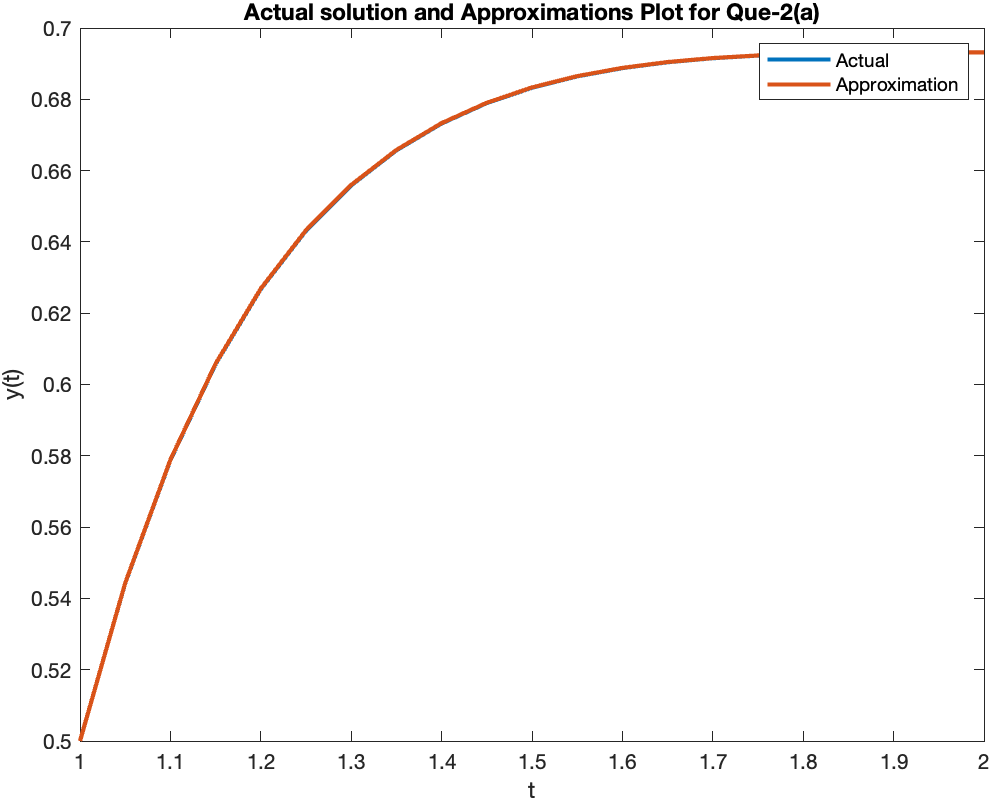 Actual solution and Approximations Plot for Que-2(a)
0.7
Actual
Approximation
0.68
0.66
0.64
0.62
0.6
y(t)
0.58
0.56
0.54
0.52
0.5
1 1.1 1.2 1.3 1.4 1.5 1.6 1.7 1.8 1.9 2
t